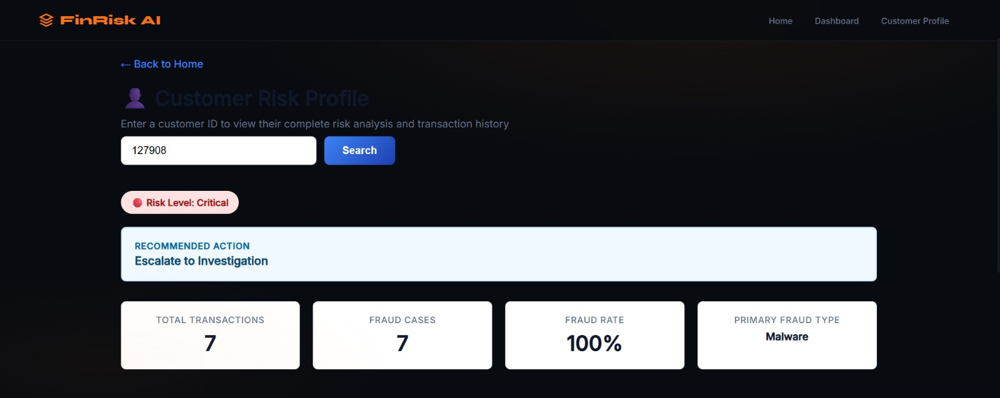 FinRisk AI
Home Dashboard Customer Profile
← Back to Home
Customer Risk Profile
Enter a customer ID to view their complete risk analysis and transaction history
127908 Search
Risk Level: Critical
RECOMMENDED ACTION
Escalate to Investigation
TOTAL TRANSACTIONS
7
FRAUD CASES
7
FRAUD RATE
100%
PRIMARY FRAUD TYPE
Malware